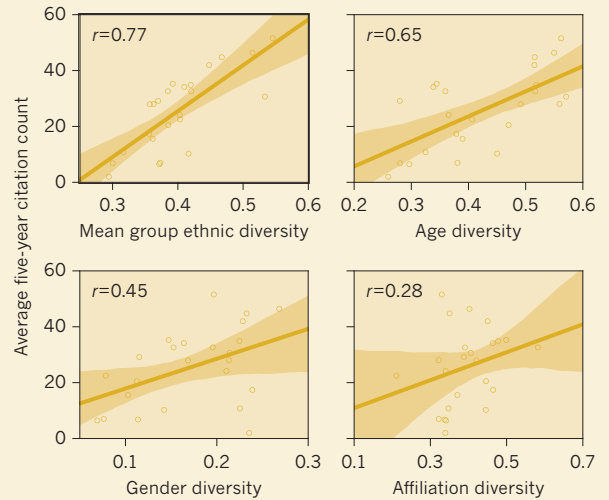 Average five-year citation count
60
40
20
0
r=0.77
0.3 0.4 0.5 0.6
Mean group ethnic diversity
r=0.65
0.2 0.3 0.4 0.5 0.6
Age diversity
60
40
20
0
r=0.45
0.1 0.2 0.3
Gender diversity
r=0.28
0.1 0.3 0.5 0.7
Affiliation diversity